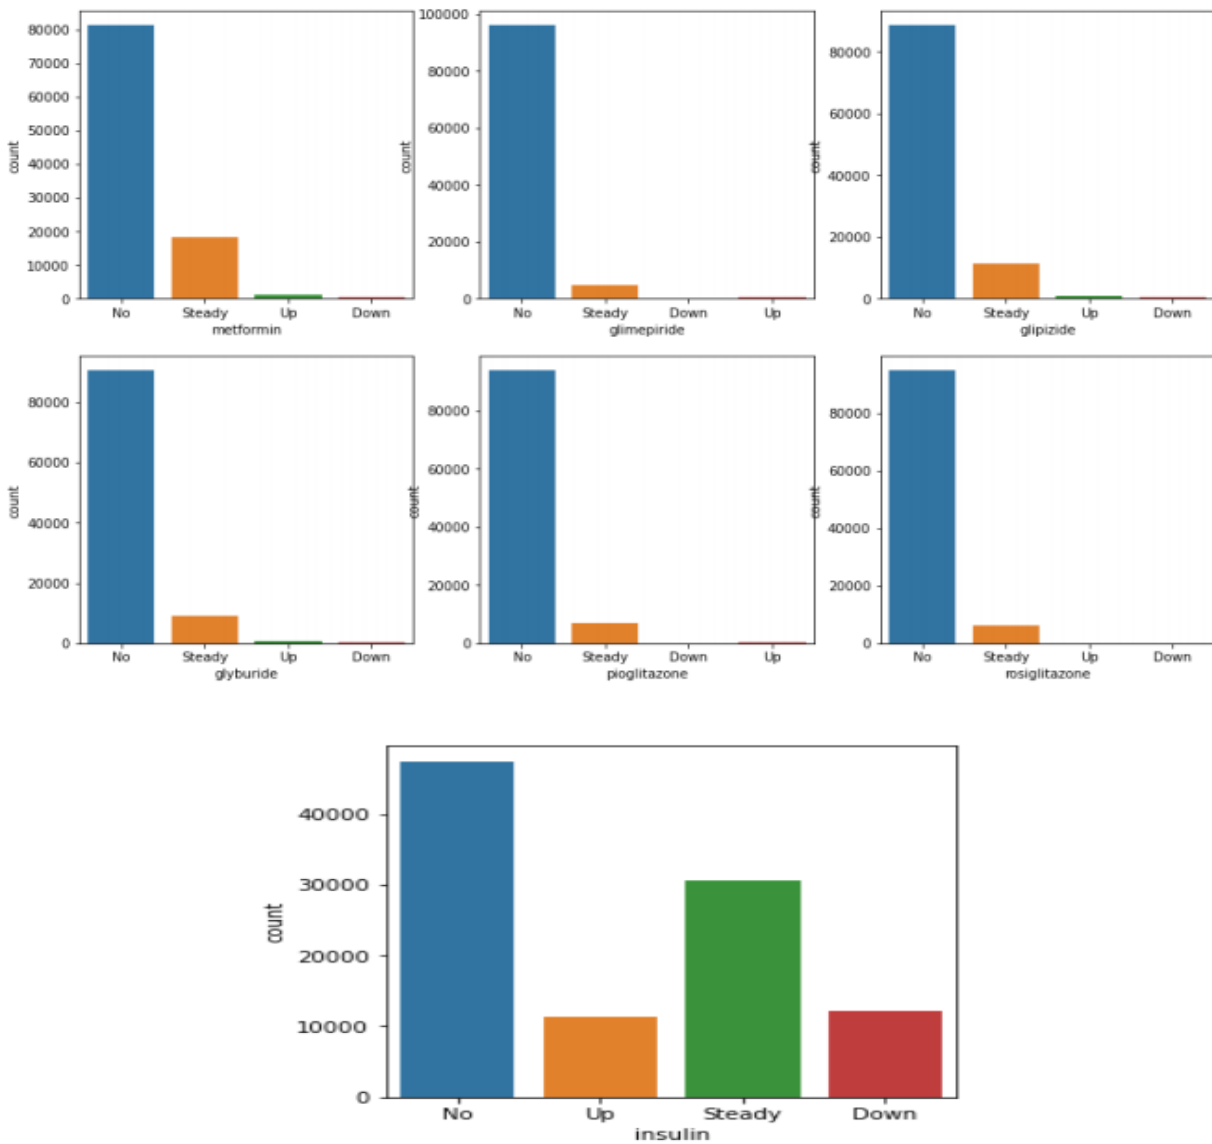 80000
70000
60000
50000
40000
30000
20000
10000
0
count
No Steady Up Down
metformin
100000
80000
60000
40000
20000
0
count
No Steady Down Up
glimepiride
80000
60000
40000
20000
0
count
No Steady Up Down
glipizide
80000
60000
40000
20000
0
count
No Steady Up Down
glyburide
80000
60000
40000
20000
0
count
No Steady Down Up
pioglitazone
80000
60000
40000
20000
0
count
No Steady Up Down
rosiglitazone
40000
30000
20000
10000
0
count
No Up Steady Down
insulin